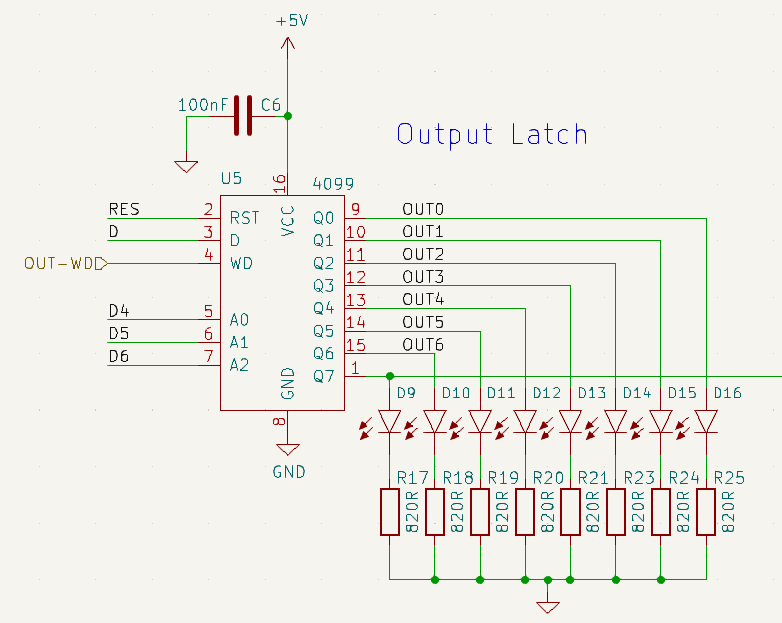 +5V
100nF C6
Output Latch
U5 16 4099
RES 2 RST VCC Q0 9 OUT0
D 3 D Q1 10 OUT1
OUT-WD 4 WD Q2 11 OUT2
Q3 12 OUT3
D4 5 A0 Q4 13 OUT4
D5 6 A1 Q5 14 OUT5
D6 7 A2 Q6 15 OUT6
GND Q7 1
8 D9 D10 D11 D12 D13 D14 D15 D16
GND
R17 R18 R19 R20 R21 R23 R24 R25
820R 820R 820R 820R 820R 820R 820R 820R